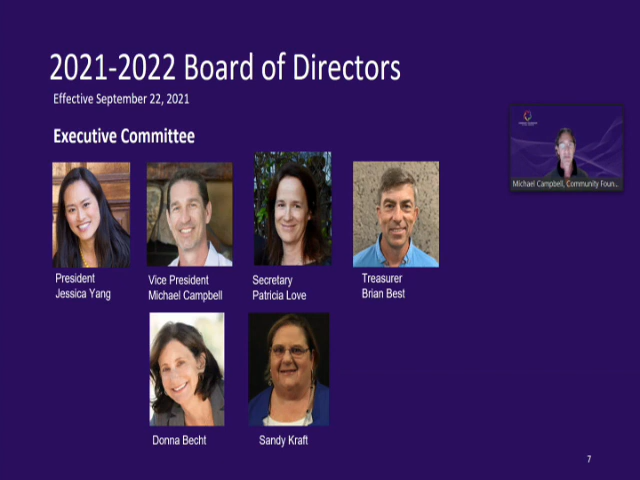 2021-2022 Board of Directors
Effective September 22, 2021
Executive Committee
Michael Campbell, Community Foun...
President
Jessica Yang
Vice President
Michael Campbell
Secretary
Patricia Love
Treasurer
Brian Best
Donna Becht
Sandy Kraft
7